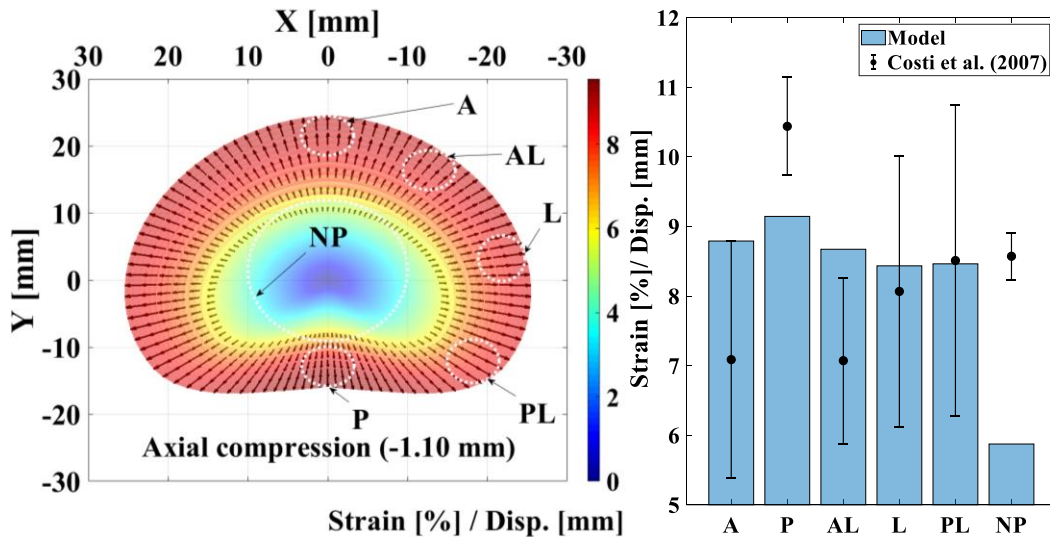 X [mm]
30 20 10 0 -10 -20 -30
30
20
10
0
-10
-20
-30
Y [mm]
A
AL
L
NP
P
PL
Axial compression (-1.10 mm)
8
6
4
2
0
Strain [%] / Disp. [mm]
Strain [%]/ Disp. [mm]
12
11
10
9
8
7
6
5
Model
Costi et al. (2007)
A P AL L PL NP